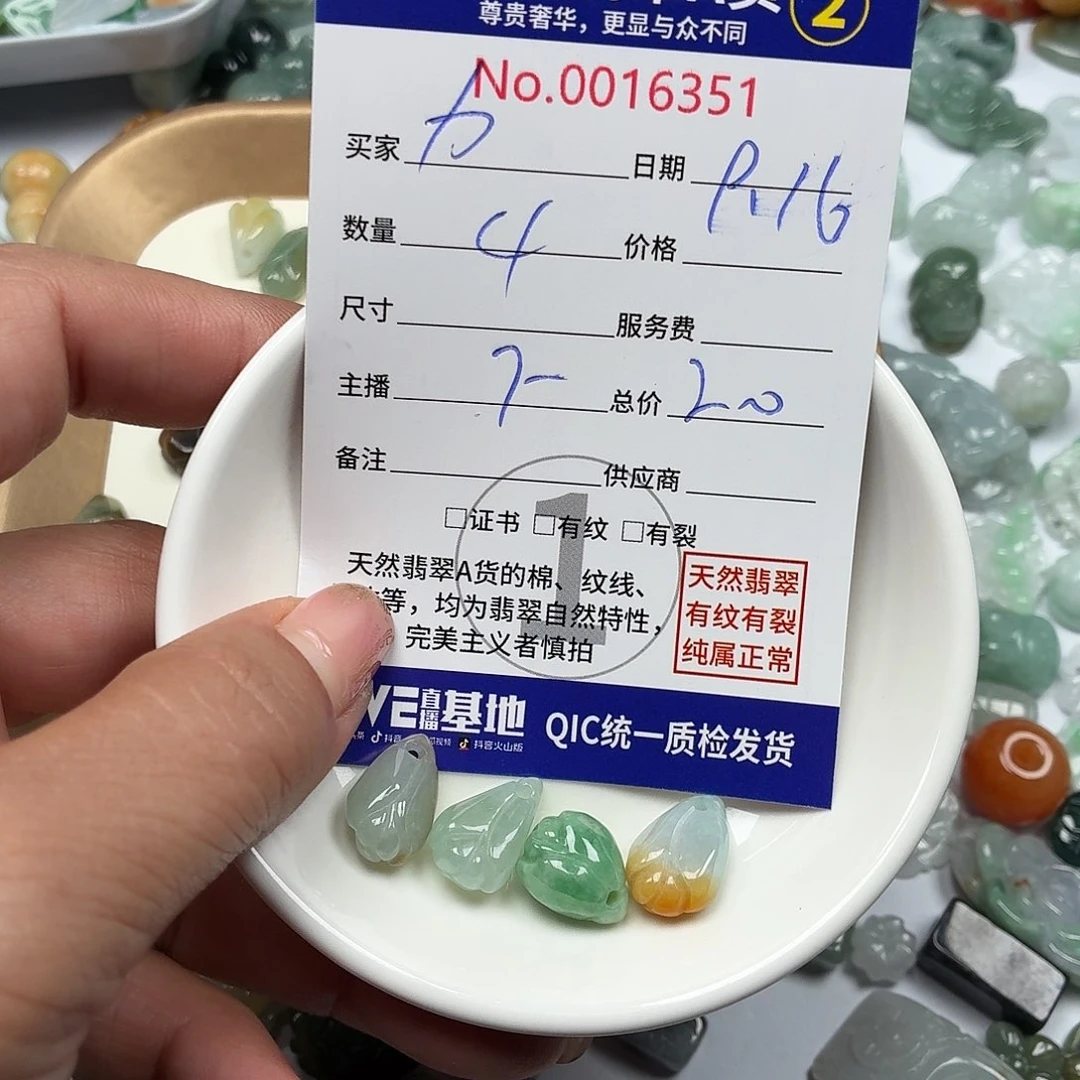 尊贵奢华，更显与众不同
2
No.0016351
买家 日期
数量 4 价格
尺寸 服务费
主播 总价 20
备注 供应商
□证书 □有纹 □有裂
1
天然翡翠A货的棉、纹线、
等，均为翡翠自然特性，
完美主义者慎拍
天然翡翠
有纹有裂
纯属正常
直播基地 QIC统一质检发货
抖音 抖音火山版